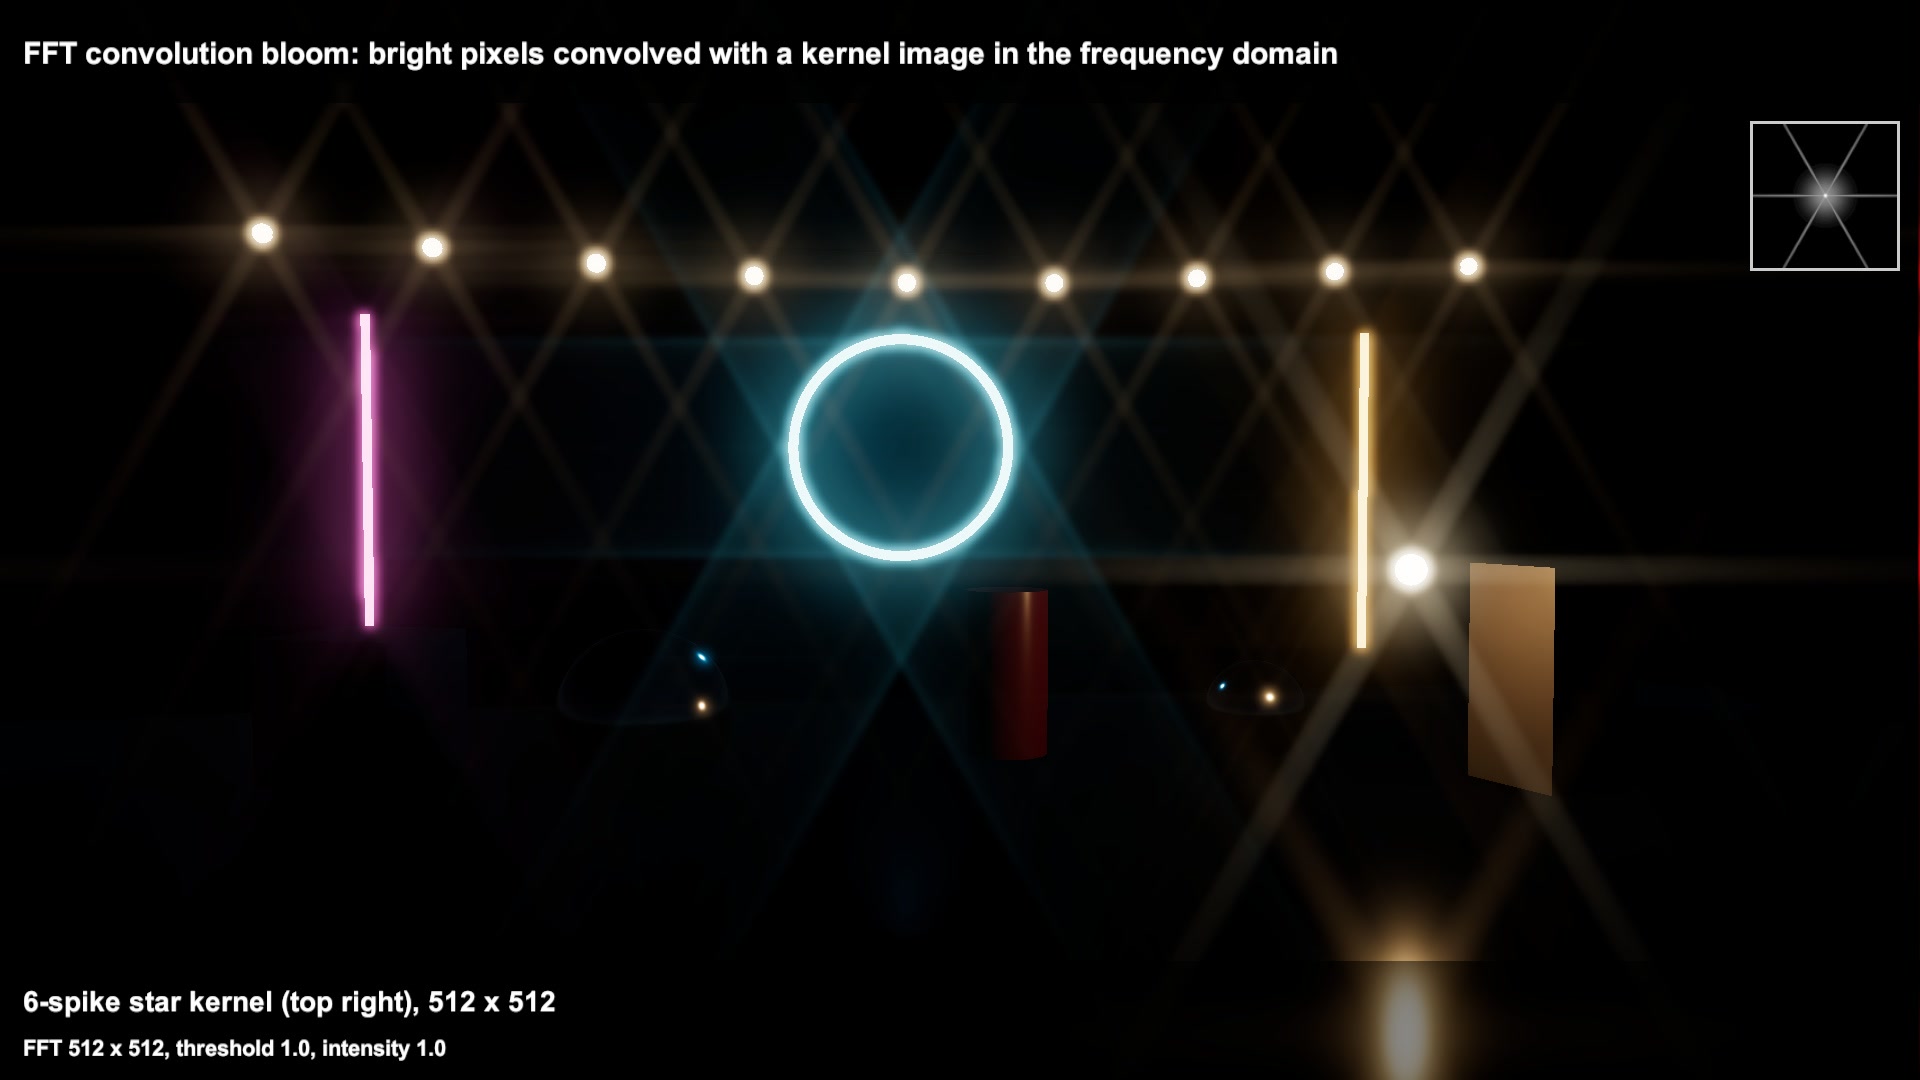 FFT convolution bloom: bright pixels convolved with a kernel image in the frequency domain
6-spike star kernel (top right), 512 x 512
FFT 512 x 512, threshold 1.0, intensity 1.0